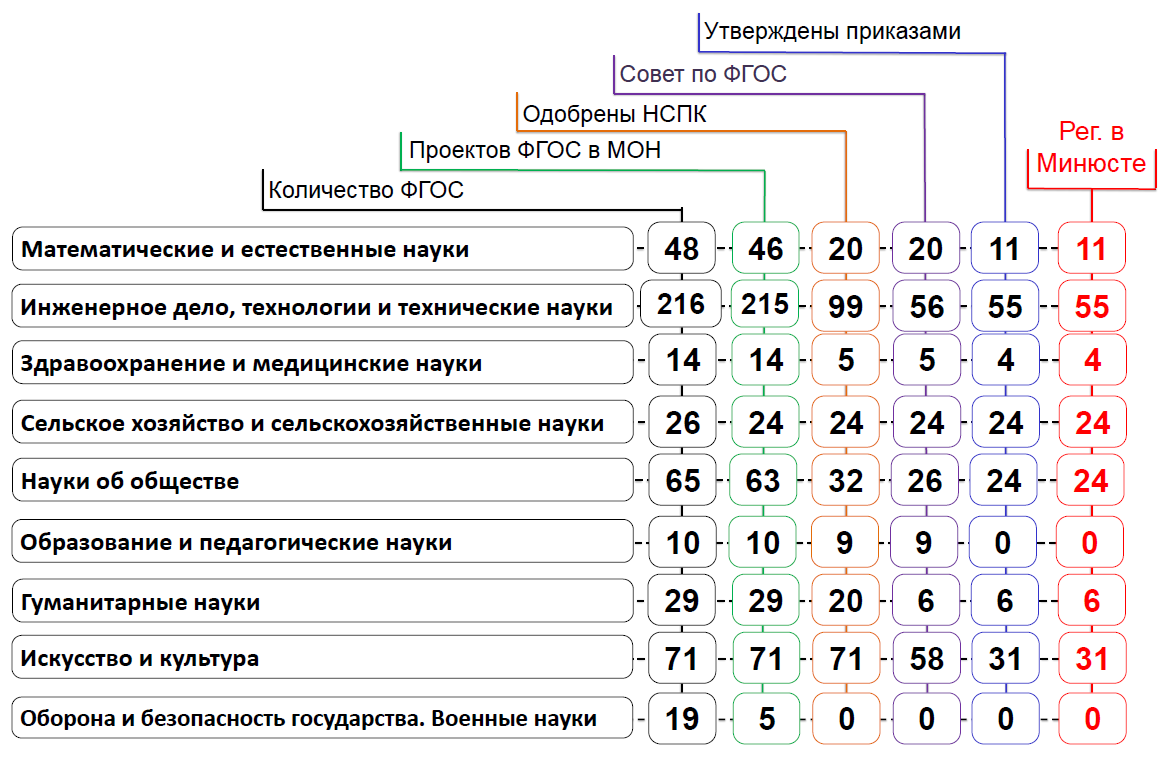 Утверждены приказами
Совет по ФГОС
Одобрены НСПК
Проектов ФГОС в МОН
Количество ФГОС
Рег. в
Минюсте
Математические и естественные науки 48 46 20 20 11 11
Инженерное дело, технологии и технические науки 216 215 99 56 55 55
Здравоохранение и медицинские науки 14 14 5 5 4 4
Сельское хозяйство и сельскохозяйственные науки 26 24 24 24 24 24
Науки об обществе 65 63 32 26 24 24
Образование и педагогические науки 10 10 9 9 0 0
Гуманитарные науки 29 29 20 6 6 6
Искусство и культура 71 71 71 58 31 31
Оборона и безопасность государства. Военные науки 19 5 0 0 0 0